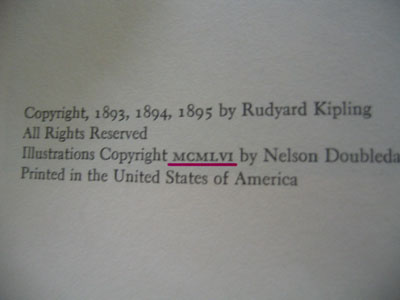 Copyright, 1893, 1894, 1895 by Rudyard Kipling
All Rights Reserved
Illustrations Copyright MCMLVI by Nelson Doubleda
Printed in the United States of America